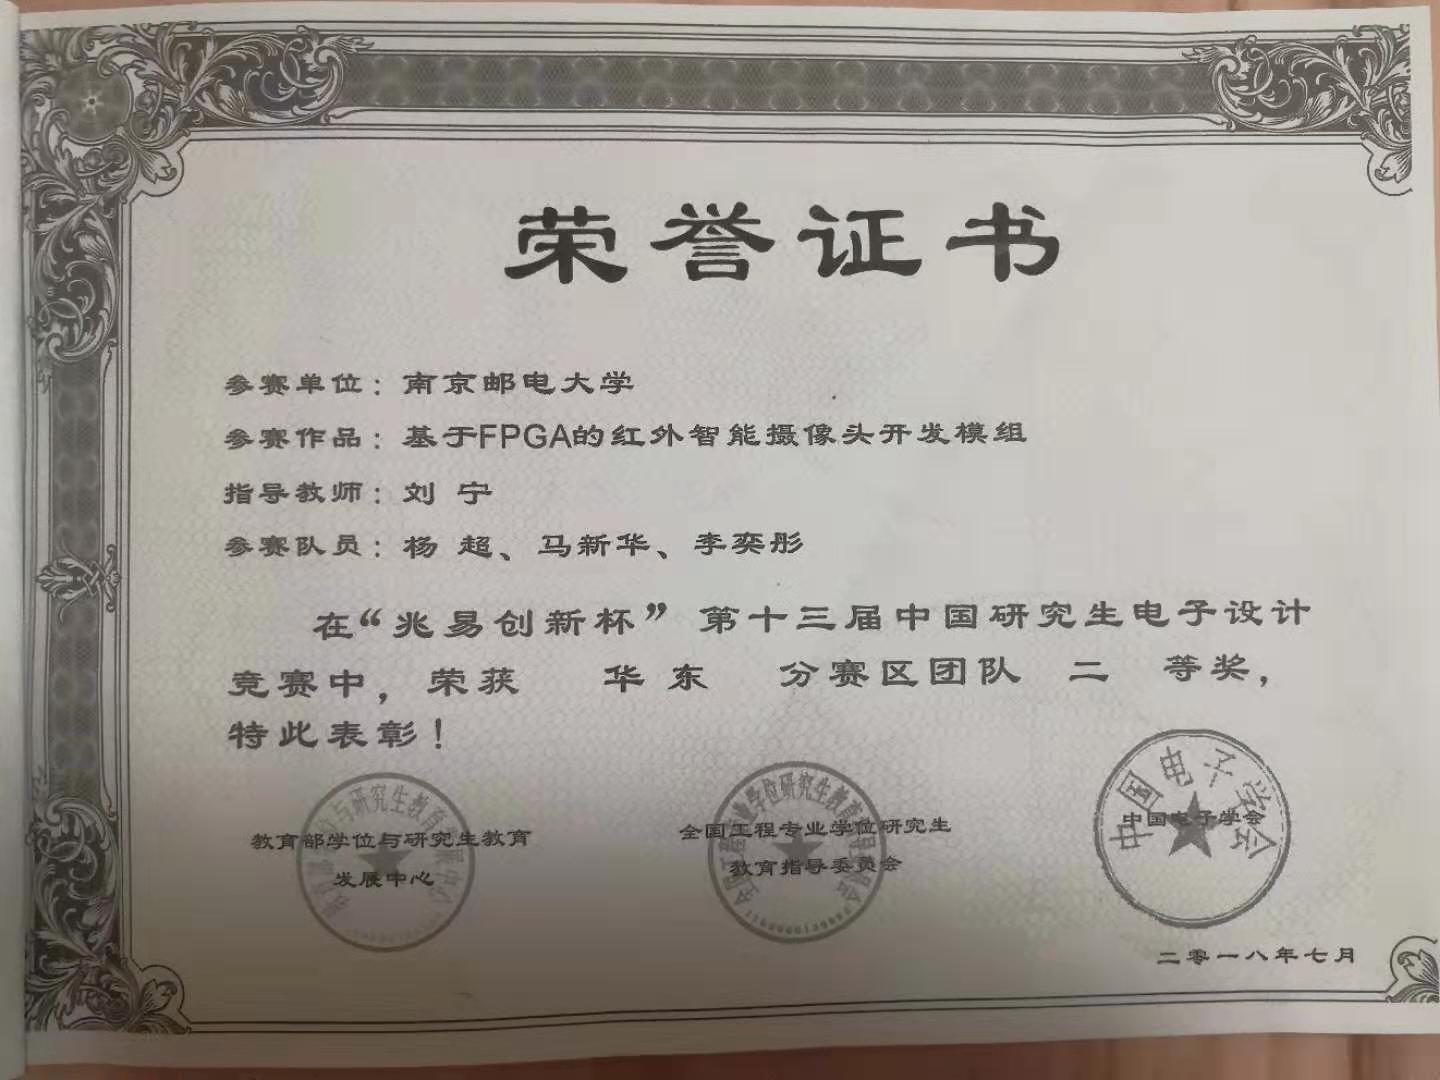 荣誉证书
参赛单位：南京邮电大学
参赛作品：基于FPGA的红外智能摄像头开发模组
指导教师：刘 宁
参赛队员：杨 超、马新华、李奕彤
在“兆易创新杯”第十三届中国研究生电子设计
竞赛中，荣获 华东 分赛区团队 二 等奖，
特此表彰！
教育部学位与研究生教育
发展中心
全国工程专业学位研究生
教育指导委员会
中国电子学会
中国电子学会
二零一八年七月